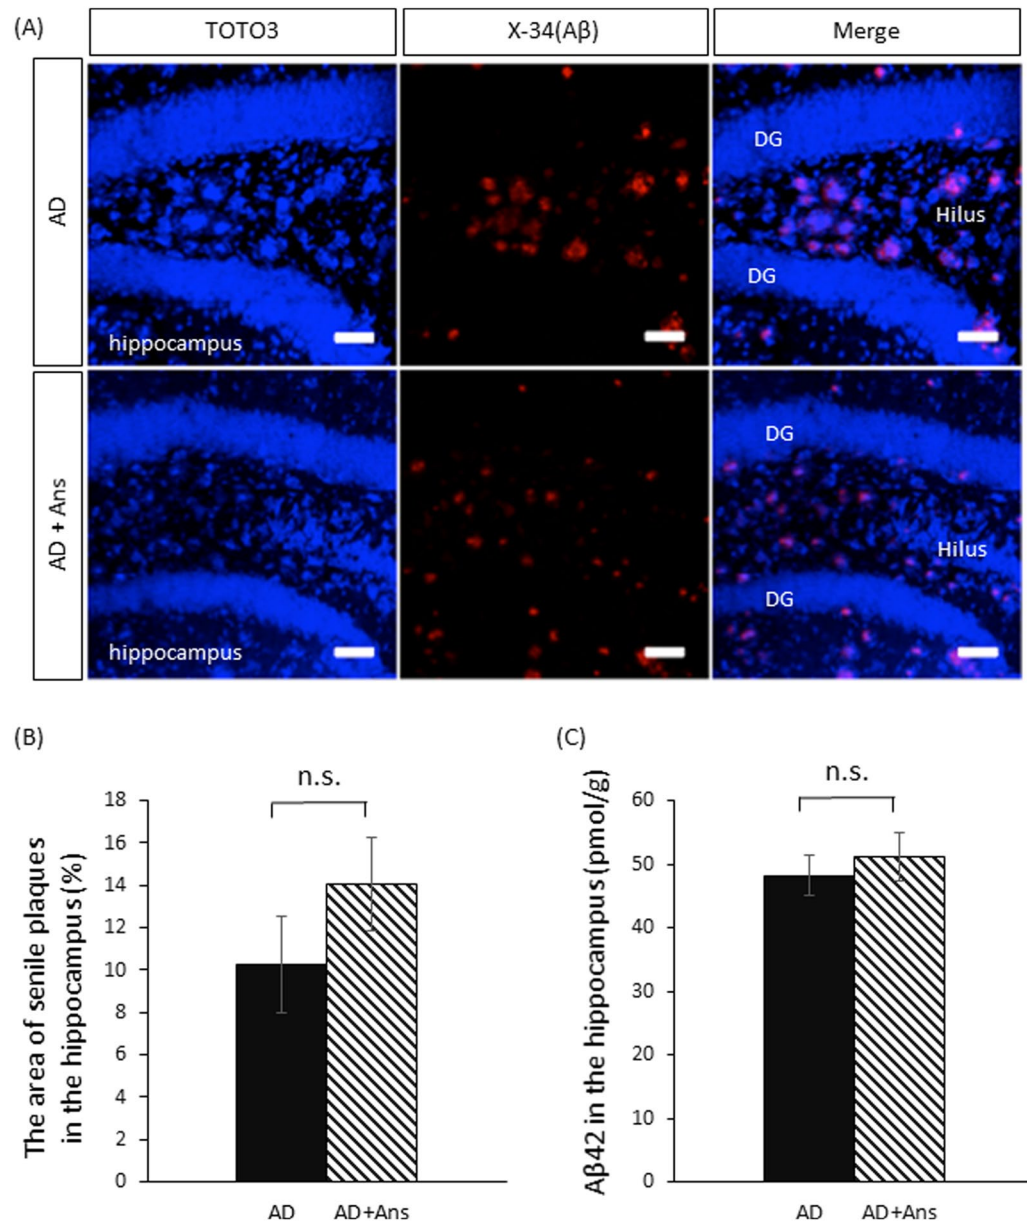 (A)
TOTO3
X-34(Aβ)
Merge
AD
hippocampus
DG
Hilus
DG
AD + Ans
hippocampus
DG
Hilus
DG
(B)
n.s.
The area of senile plaques
in the hippocampus (%)
18
16
14
12
10
8
6
4
2
0
AD
AD+Ans
(C)
n.s.
Aβ42 in the hippocampus (pmol/g)
60
50
40
30
20
10
0
AD
AD+Ans